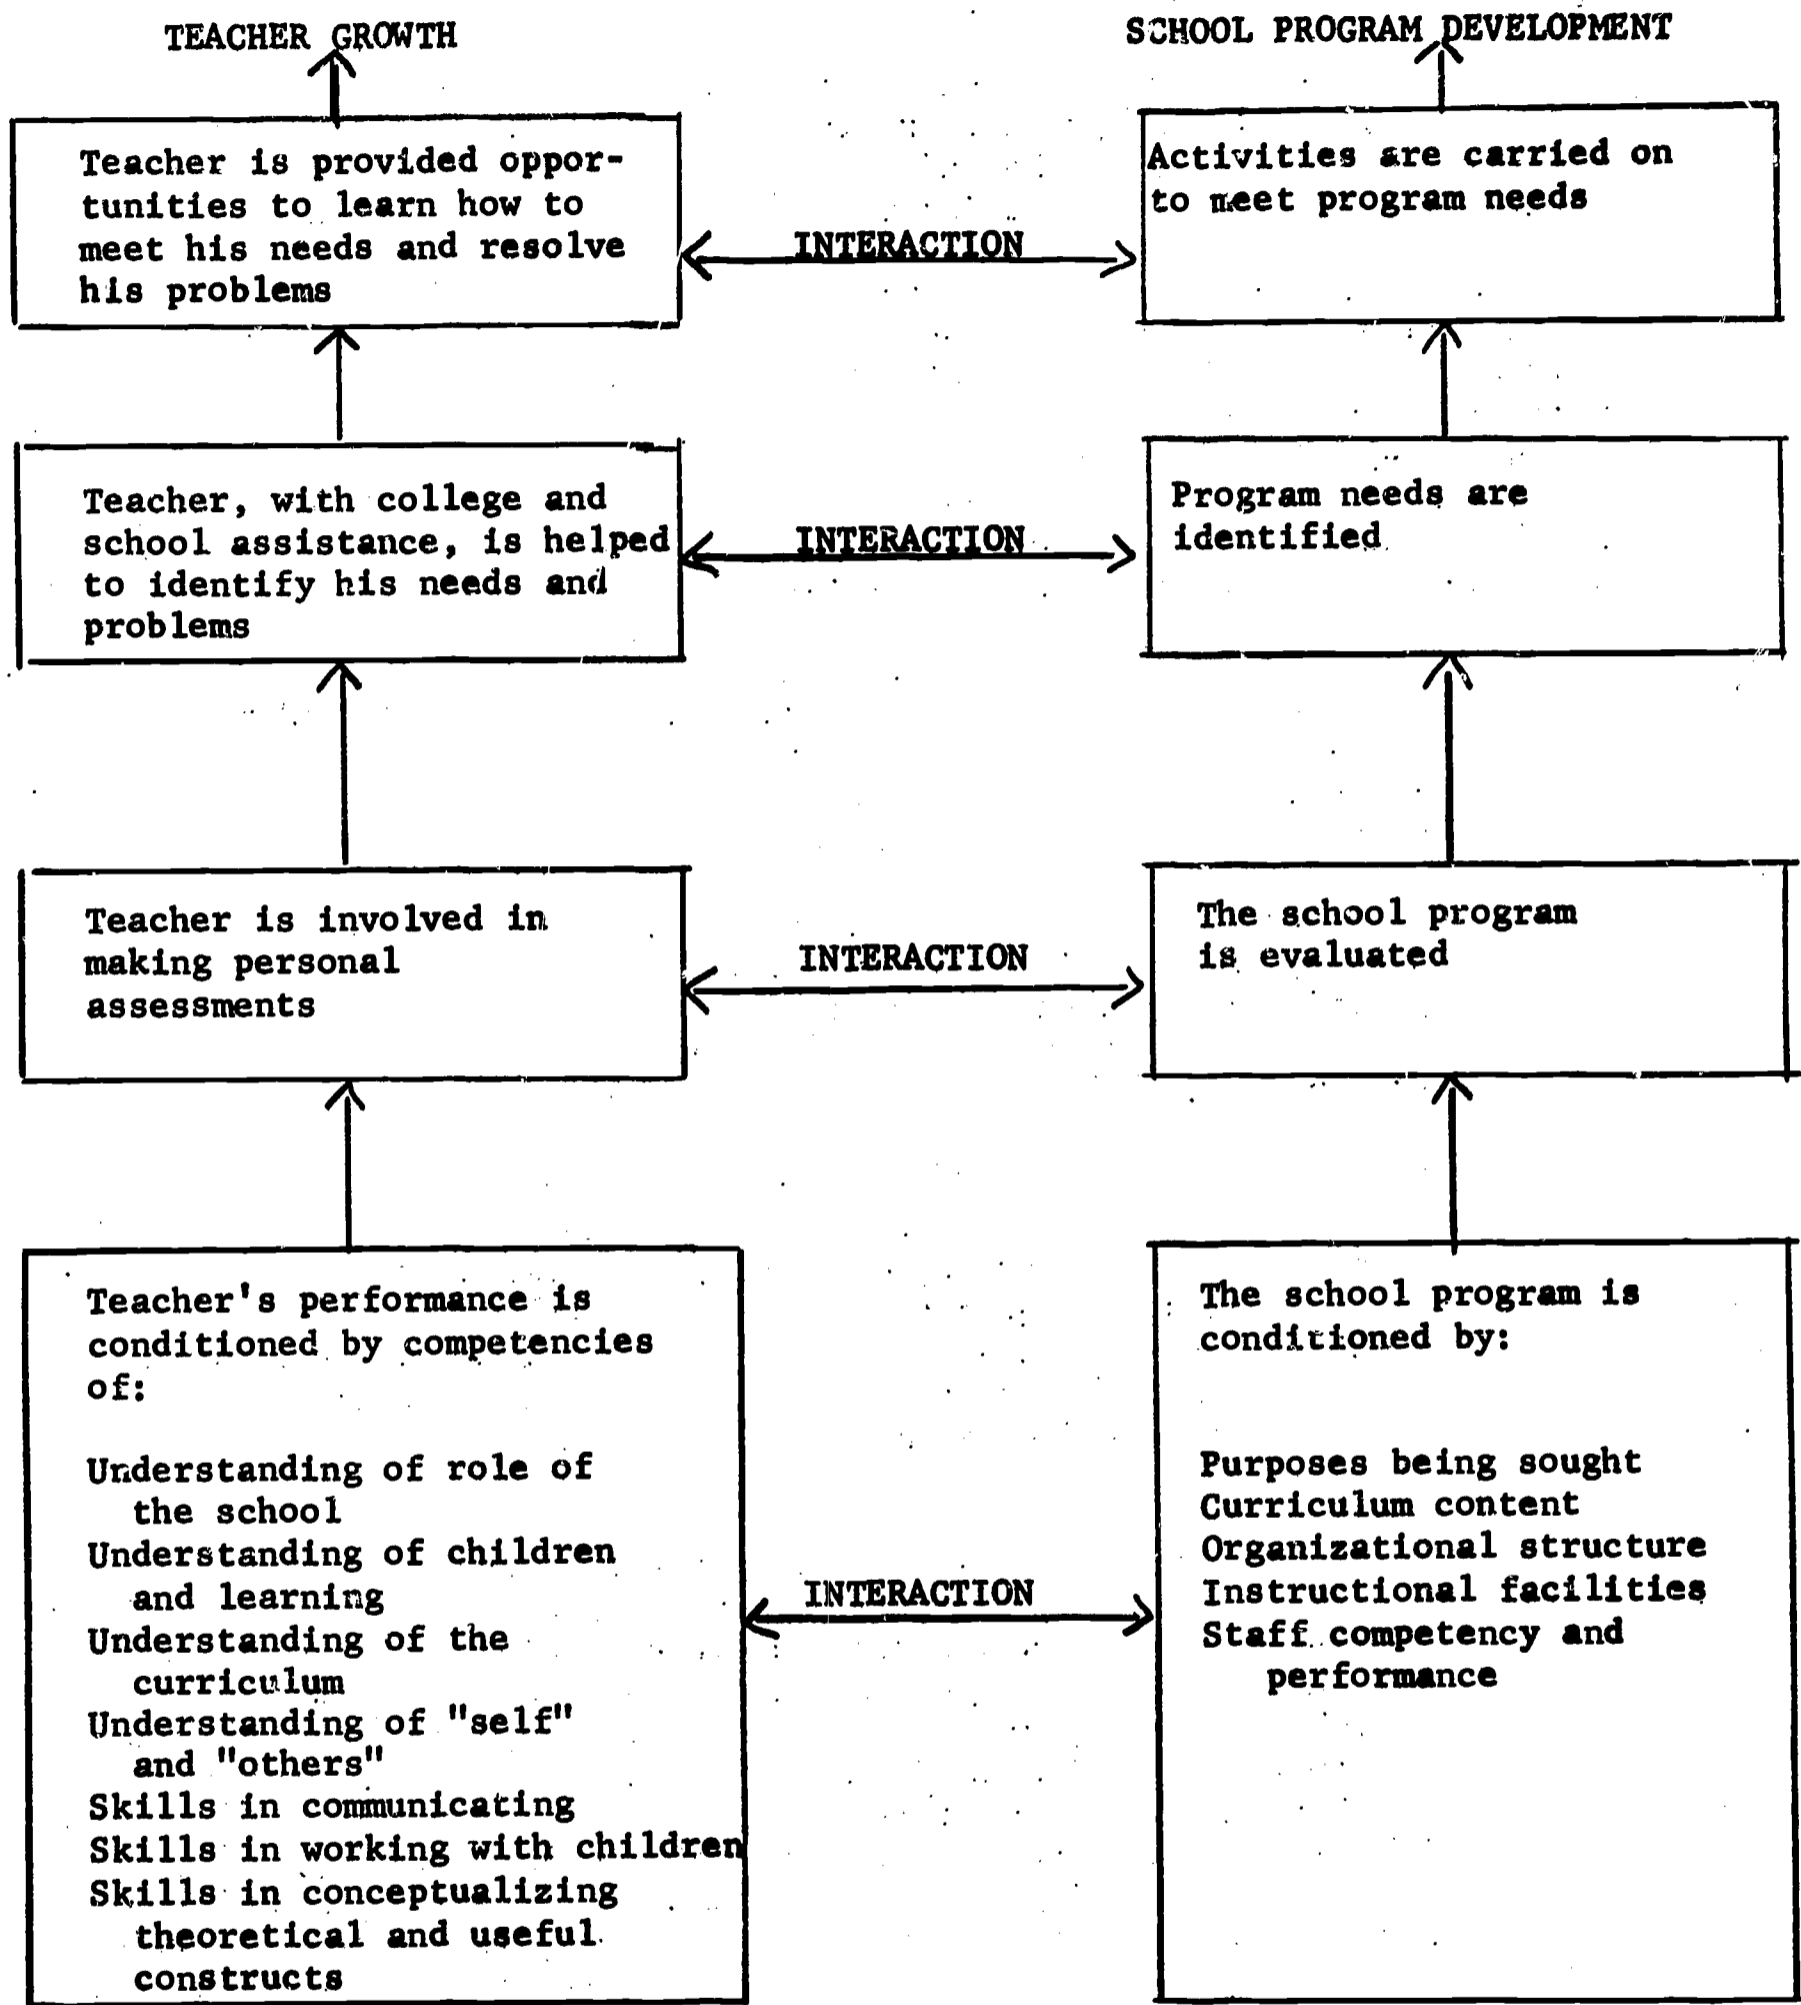 TEACHER GROWTH
SCHOOL PROGRAM DEVELOPMENT
Teacher is provided oppor-
tunities to learn how to
meet his needs and resolve
his problems
INTERACTION
Activities are carried on
to meet program needs
Teacher, with college and
school assistance, is helped
to identify his needs and
problems
INTERACTION
Program needs are
identified
Teacher is involved in
making personal
assessments
INTERACTION
The school program
is evaluated
Teacher's performance is
conditioned by competencies
of:
Understanding of role of
the school
Understanding of children
and learning
Understanding of the
curriculum
Understanding of "self"
and "others"
Skills in communicating
Skills in working with children
Skills in conceptualizing
theoretical and useful
constructs
INTERACTION
The school program is
conditioned by:
Purposes being sought
Curriculum content
Organizational structure
Instructional facilities
Staff competency and
performance